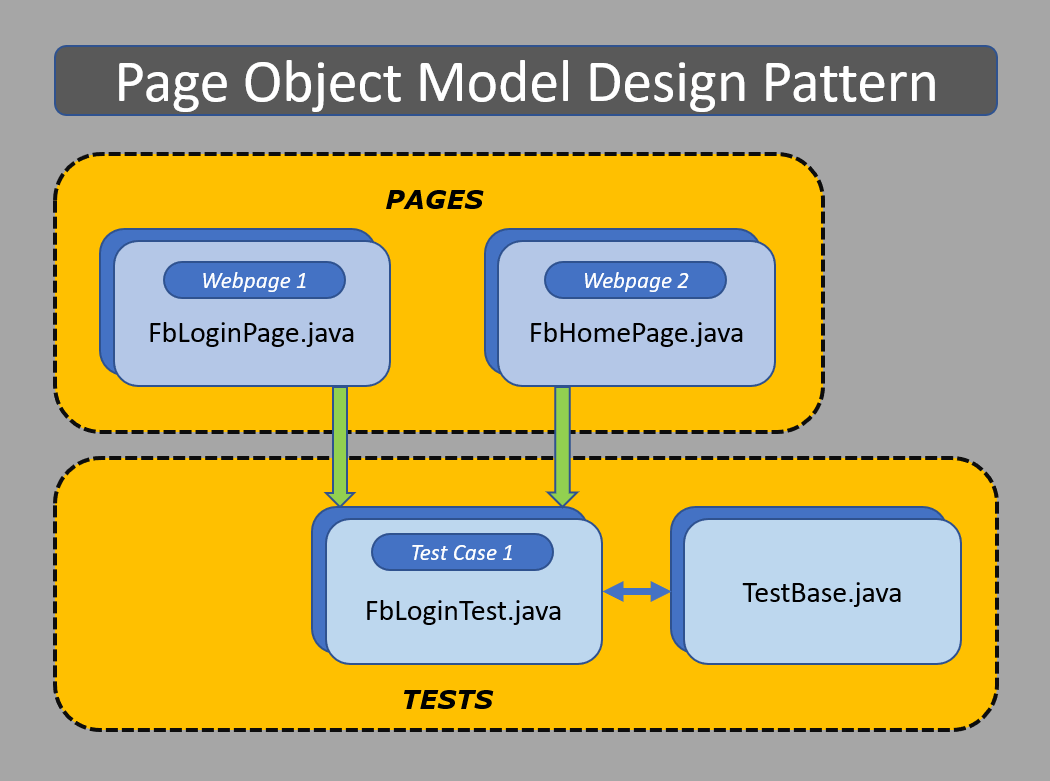 Page Object Model Design Pattern
PAGES
Webpage 1
FbLoginPage.java
Webpage 2
FbHomePage.java
Test Case 1
FbLoginTest.java
TestBase.java
TESTS